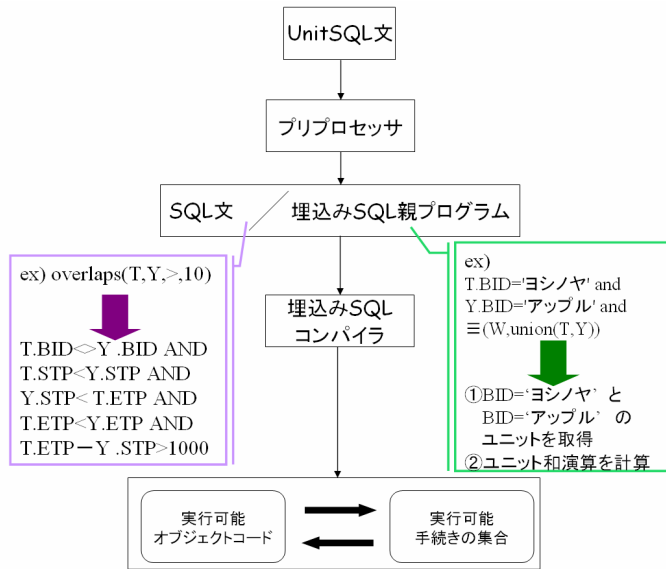 UnitSQL文
プリプロセッサ
SQL文／埋込みSQL親プログラム
ex) overlaps(T,Y,>,10)
T.BID<>Y .BID AND
T.STP<Y.STP AND
Y.STP< T.ETP AND
T.ETP<Y.ETP AND
T.ETP－Y .STP>1000
埋込みSQL
コンパイラ
ex)
T.BID='ヨシノヤ' and
Y.BID='アップル' and
≡(W,union(T,Y))
①BID=‘ヨシノヤ’ と
BID=‘アップル’ の
ユニットを取得
②ユニット和演算を計算
実行可能
オブジェクトコード
実行可能
手続きの集合